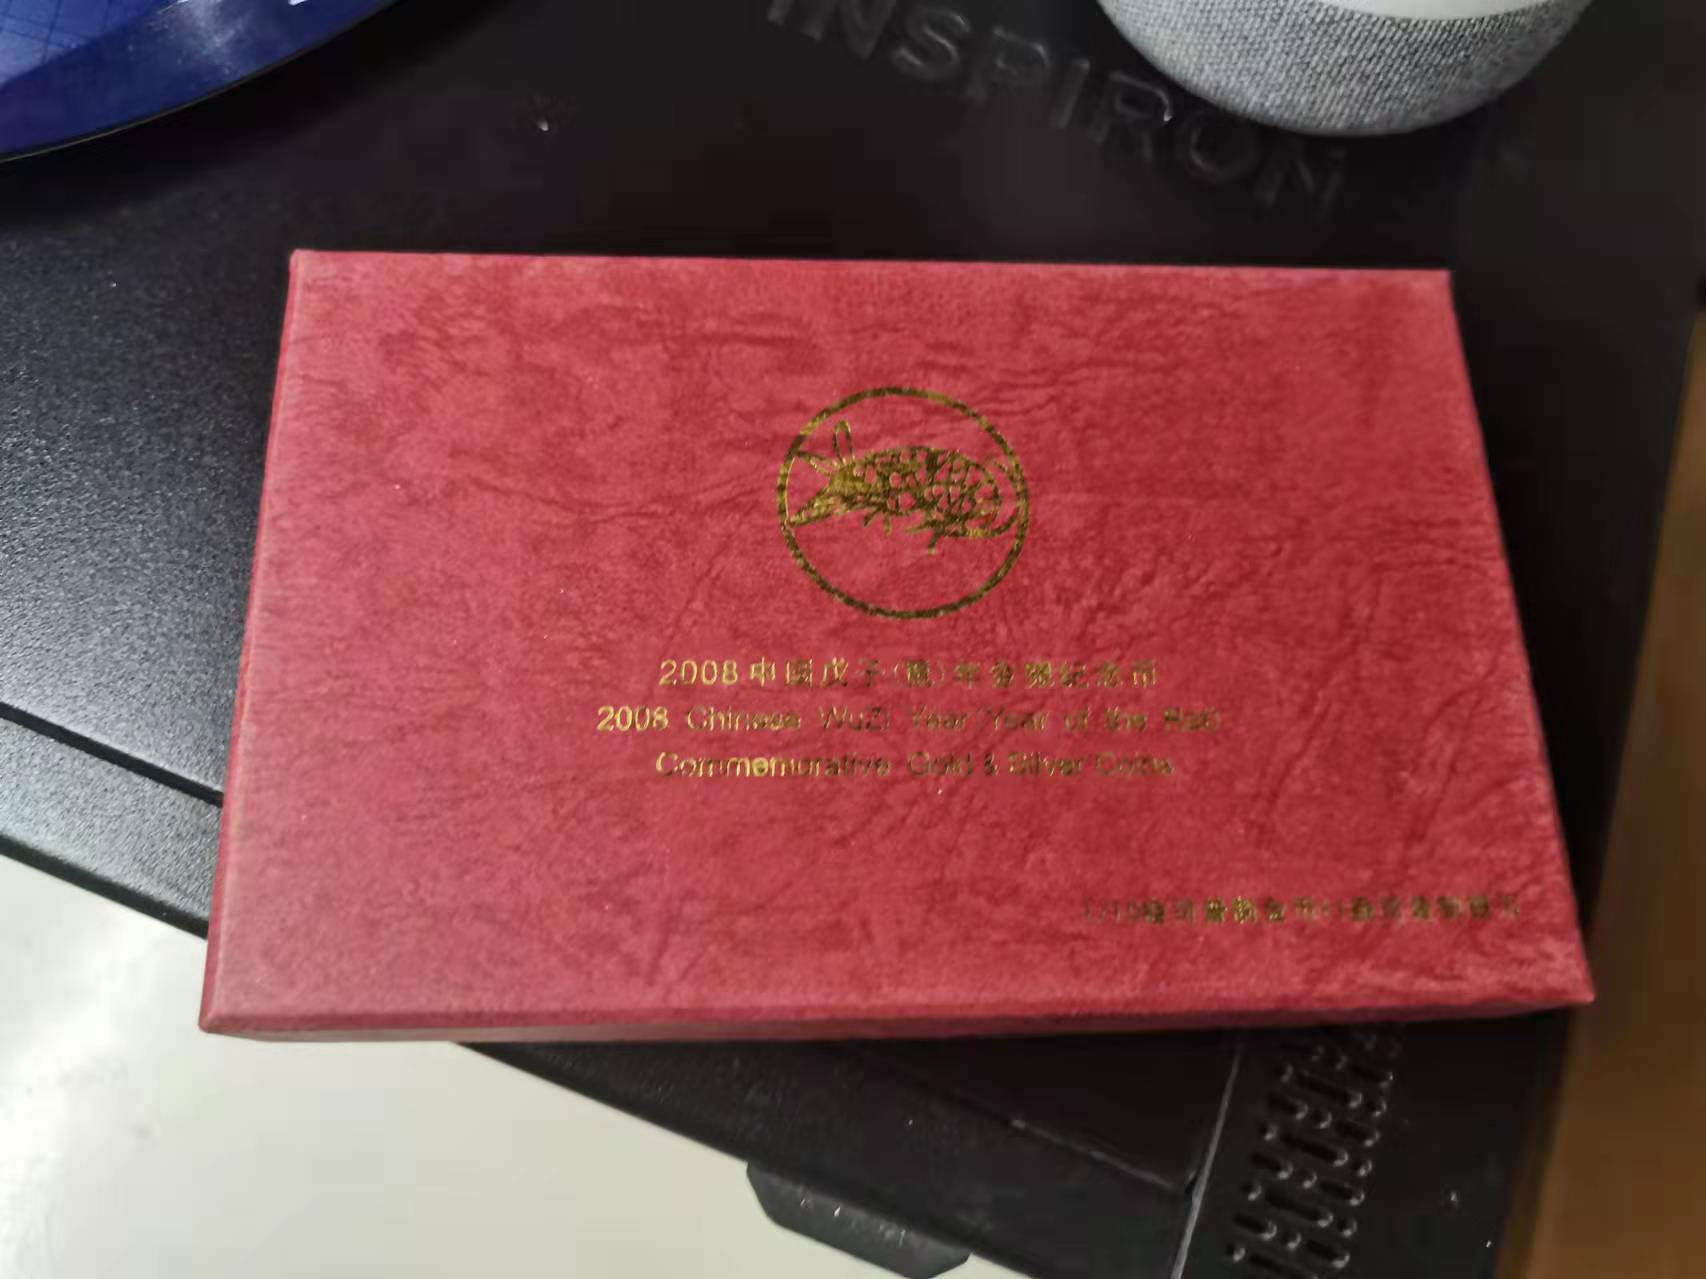 INSPIRON
2008中国戊子(鼠)年金银纪念币
2008 Chinese WuZi Year(Year of the Rat)
Commemorative Gold & Silver Coins
1/10盎司普制金币+1盎司普制银币